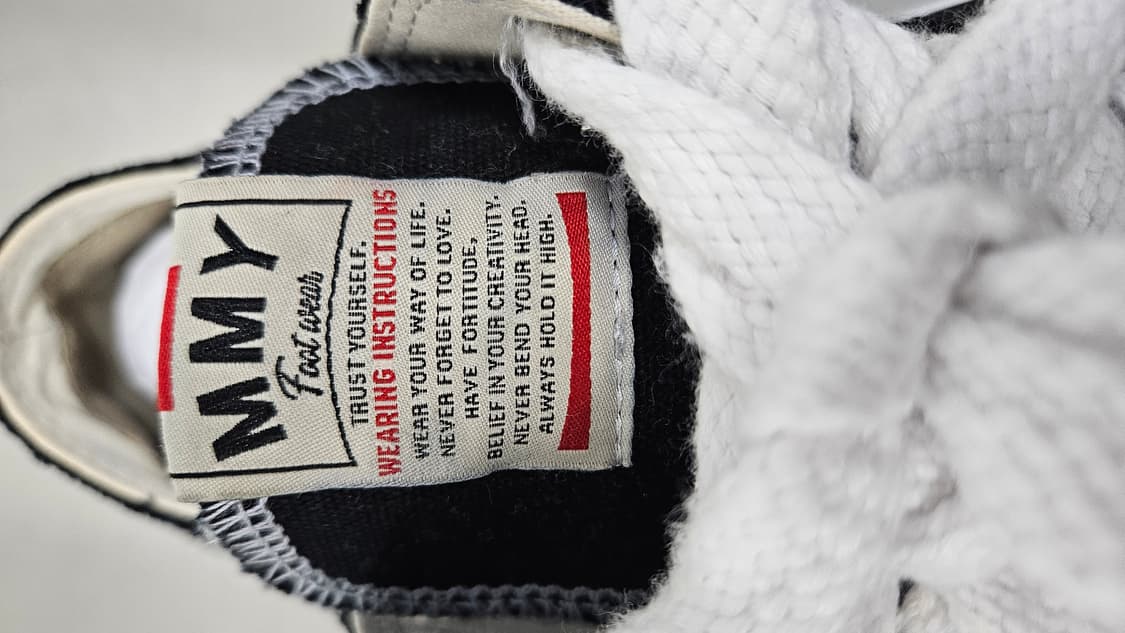 MMY
Foot wear
TRUST YOURSELF.
WEARING INSTRUCTIONS
WEAR YOUR WAY OF LIFE.
NEVER FORGET TO LOVE.
HAVE FORTITUDE,
BELIEF IN YOUR CREATIVITY.
NEVER BEND YOUR HEAD.
ALWAYS HOLD IT HIGH.